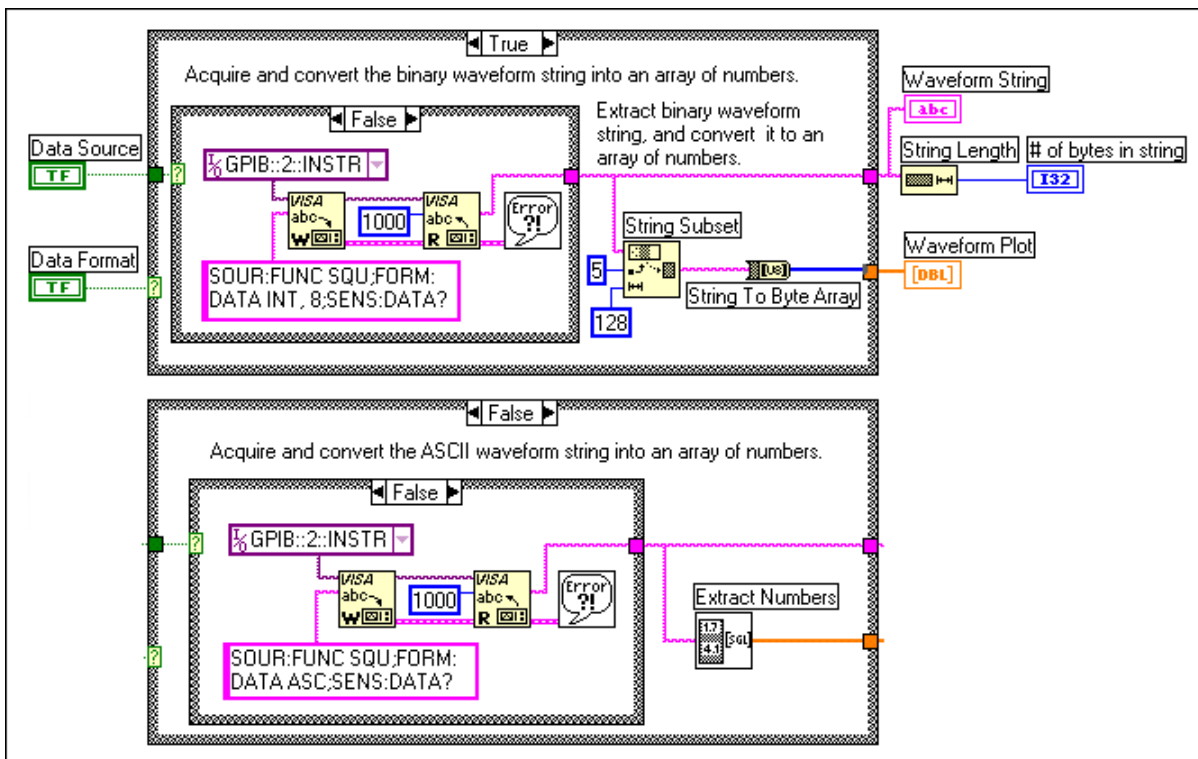 True
Acquire and convert the binary waveform string into an array of numbers.
False
Extract binary waveform
string, and convert it to an
array of numbers.
Waveform String
abc
String Length
# of bytes in string
I32
Data Source
TF
?
I/O GPIB::2::INSTR
VISA
abc
W
1000
VISA
abc
R
Error
?!
String Subset
Data Format
TF
?
SOUR:FUNC SQU;FORM:
DATA INT, 8;SENS:DATA?
5
128
[U8]
String To Byte Array
Waveform Plot
[DBL]
False
Acquire and convert the ASCII waveform string into an array of numbers.
False
?
I/O GPIB::2::INSTR
VISA
abc
W
1000
VISA
abc
R
Error
?!
Extract Numbers
1.7
4.1
[SGL]
?
SOUR:FUNC SQU;FORM:
DATA ASC;SENS:DATA?